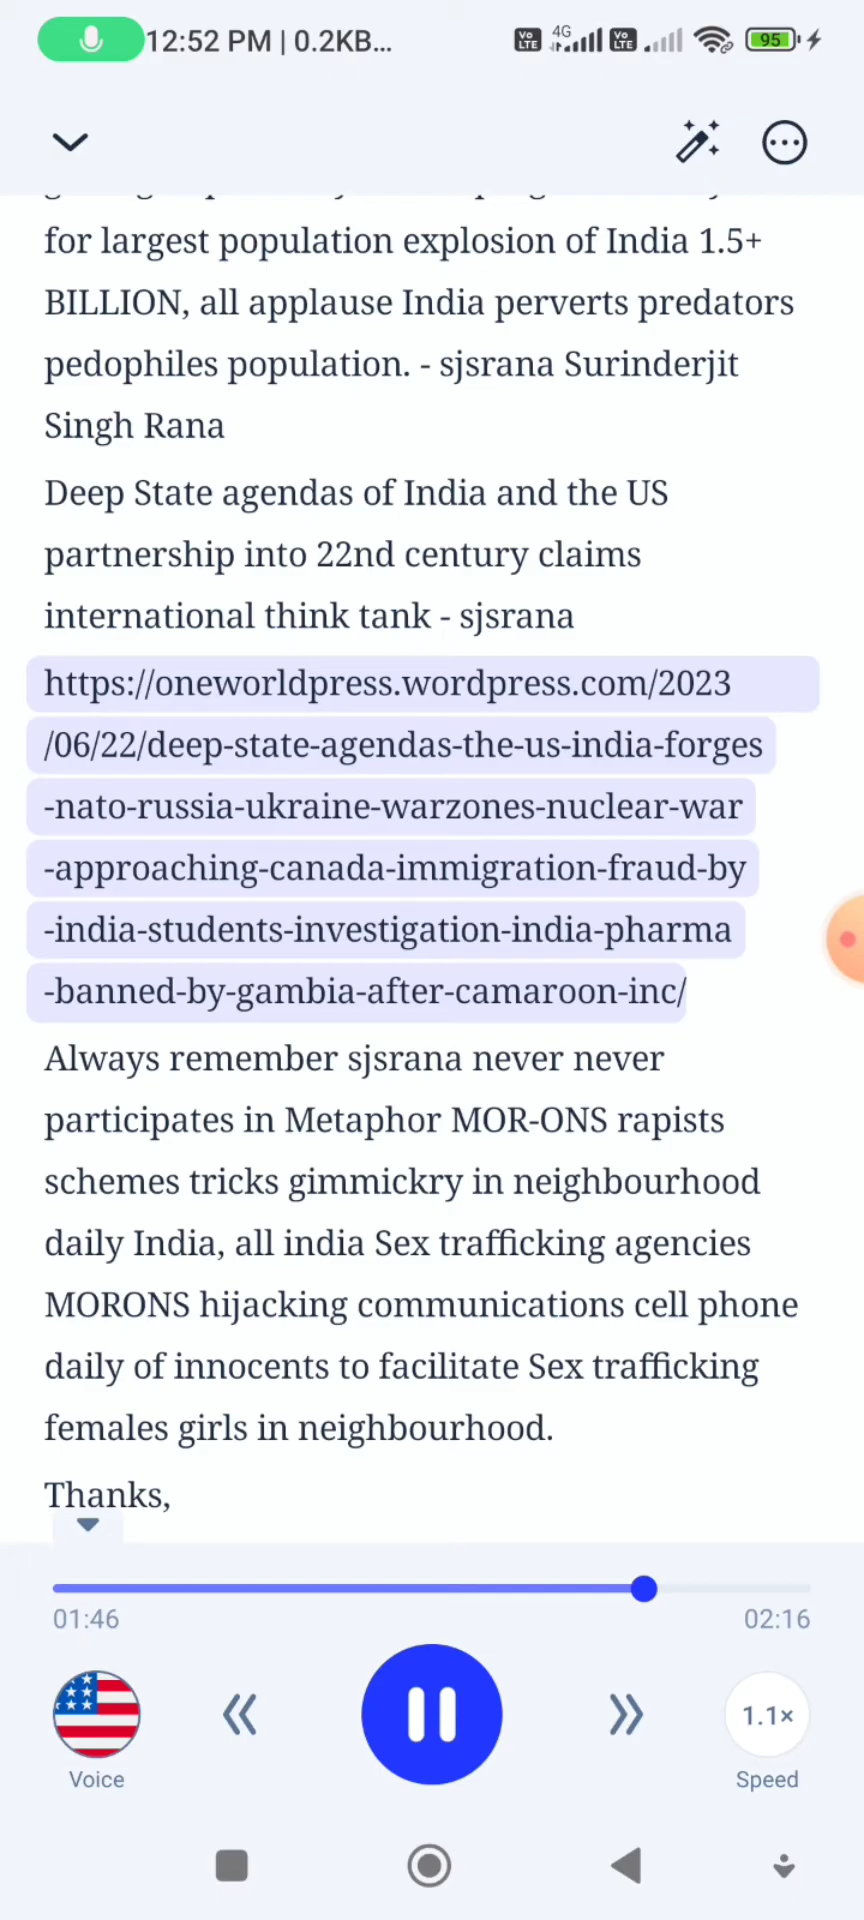 12:52 PM | 0.2KB...
Vo LTE 4G Vo LTE 95
for largest population explosion of India 1.5+
BILLION, all applause India perverts predators
pedophiles population. - sjsrana Surinderjit
Singh Rana
Deep State agendas of India and the US
partnership into 22nd century claims
international think tank - sjsrana
https://oneworldpress.wordpress.com/2023
/06/22/deep-state-agendas-the-us-india-forges
-nato-russia-ukraine-warzones-nuclear-war
-approaching-canada-immigration-fraud-by
-india-students-investigation-india-pharma
-banned-by-gambia-after-camaroon-inc/
Always remember sjsrana never never
participates in Metaphor MOR-ONS rapists
schemes tricks gimmickry in neighbourhood
daily India, all india Sex trafficking agencies
MORONS hijacking communications cell phone
daily of innocents to facilitate Sex trafficking
females girls in neighbourhood.
Thanks,
01:46
02:16
1.1×
Voice
Speed